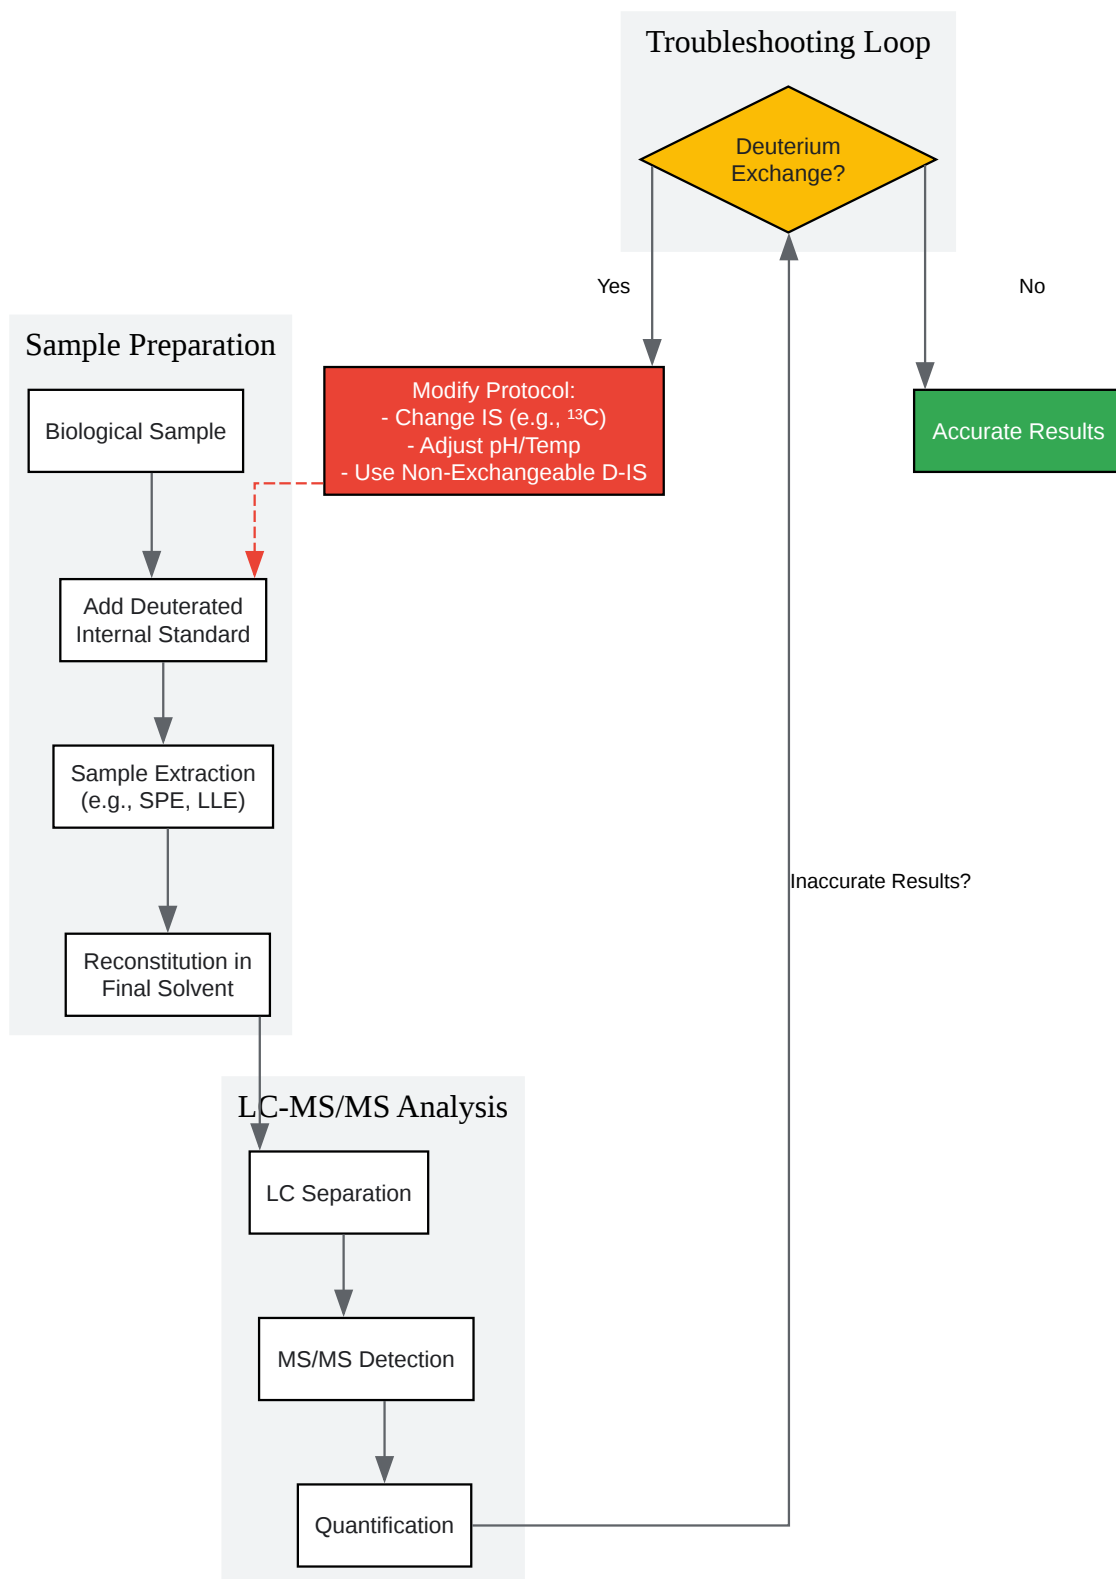 Troubleshooting Loop
Deuterium
Exchange?
Yes
No
Sample Preparation
Biological Sample
Modify Protocol:
- Change IS (e.g., ¹³C)
- Adjust pH/Temp
- Use Non-Exchangeable D-IS
Accurate Results
Add Deuterated
Internal Standard
Sample Extraction
(e.g., SPE, LLE)
Inaccurate Results?
Reconstitution in
Final Solvent
LC-MS/MS Analysis
LC Separation
MS/MS Detection
Quantification